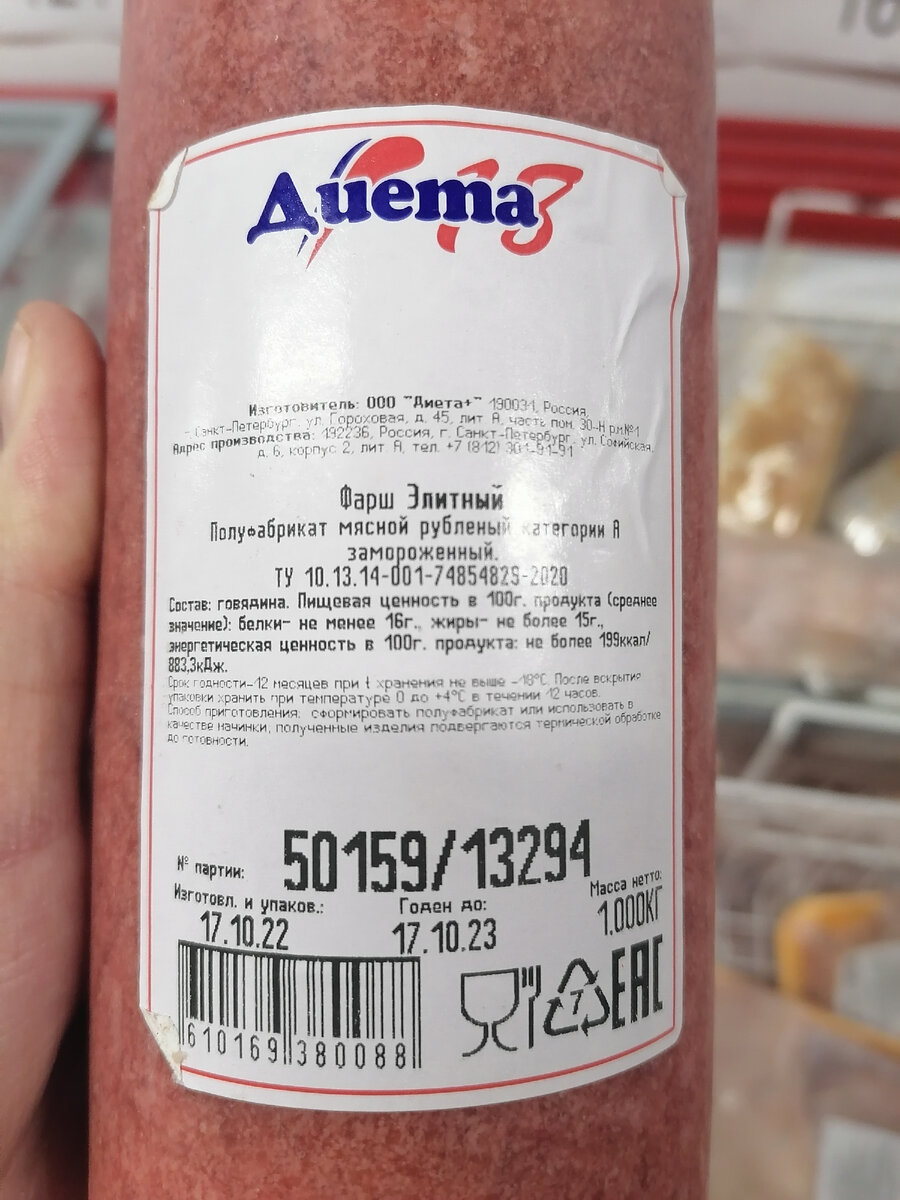 Диета 13
Изготовитель: ООО "Диета+" 190031, Россия,
Санкт-Петербург, ул. Гороховая, д. 45, лит А, часть пом. 30-Н р.м№1
Адрес производства: 192236, Россия, г. Санкт-Петербург, ул. Софийская,
д. 6, корпус 2, лит А, тел. +7 (812) 301-91-91
Фарш Элитный
Полуфабрикат мясной рубленый категории А
замороженный.
ТУ 10.13.14-001-74854829-2020
Состав: говядина. Пищевая ценность в 100г. продукта (среднее
значение): белки- не менее 16г., жиры- не более 15г.,
энергетическая ценность в 100г. продукта: не более 199ккал/
883,3кДж.
Срок годности-12 месяцев при t хранения не выше -18°С. После вскрытия
упаковки хранить при температуре 0 до +4°С в течении 12 часов.
Способ приготовления: сформировать полуфабрикат или использовать в
качестве начинки, полученные изделия подвергаются термической обработке
до готовности.
№ партии: 50159/13294
Изготовл. и упаков.: Годен до: Масса нетто:
17.10.22 17.10.23 1.000КГ
610169 380088
7 ЕАС